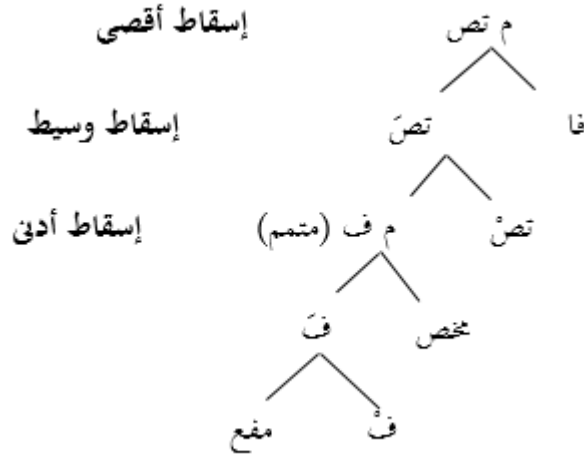 م تص إسقاط أقصى
فا تصَ إسقاط وسيط
تصْ م ف (متمم) إسقاط أدنى
مخص فَ
فْ مفع